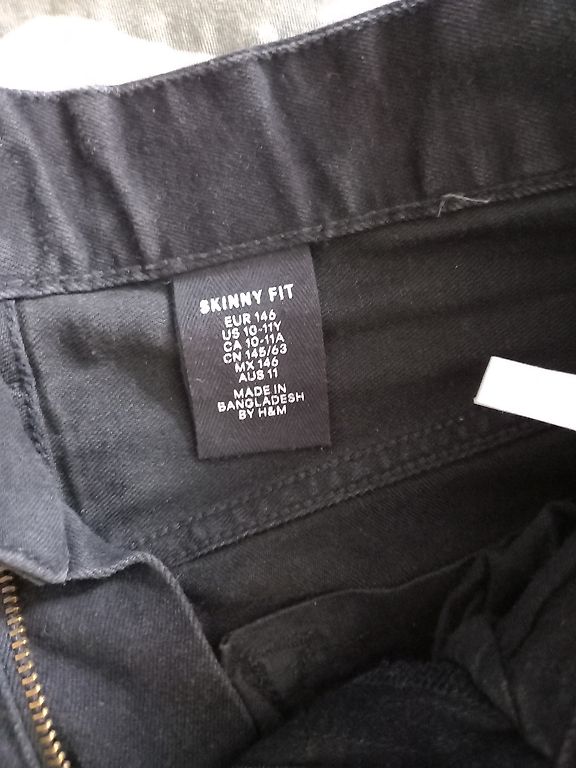 SKINNY FIT
EUR 146
US 10-11Y
CA 10-11A
CN 145/63
MX 146
AUS 11
MADE IN
BANGLADESH
BY H&M